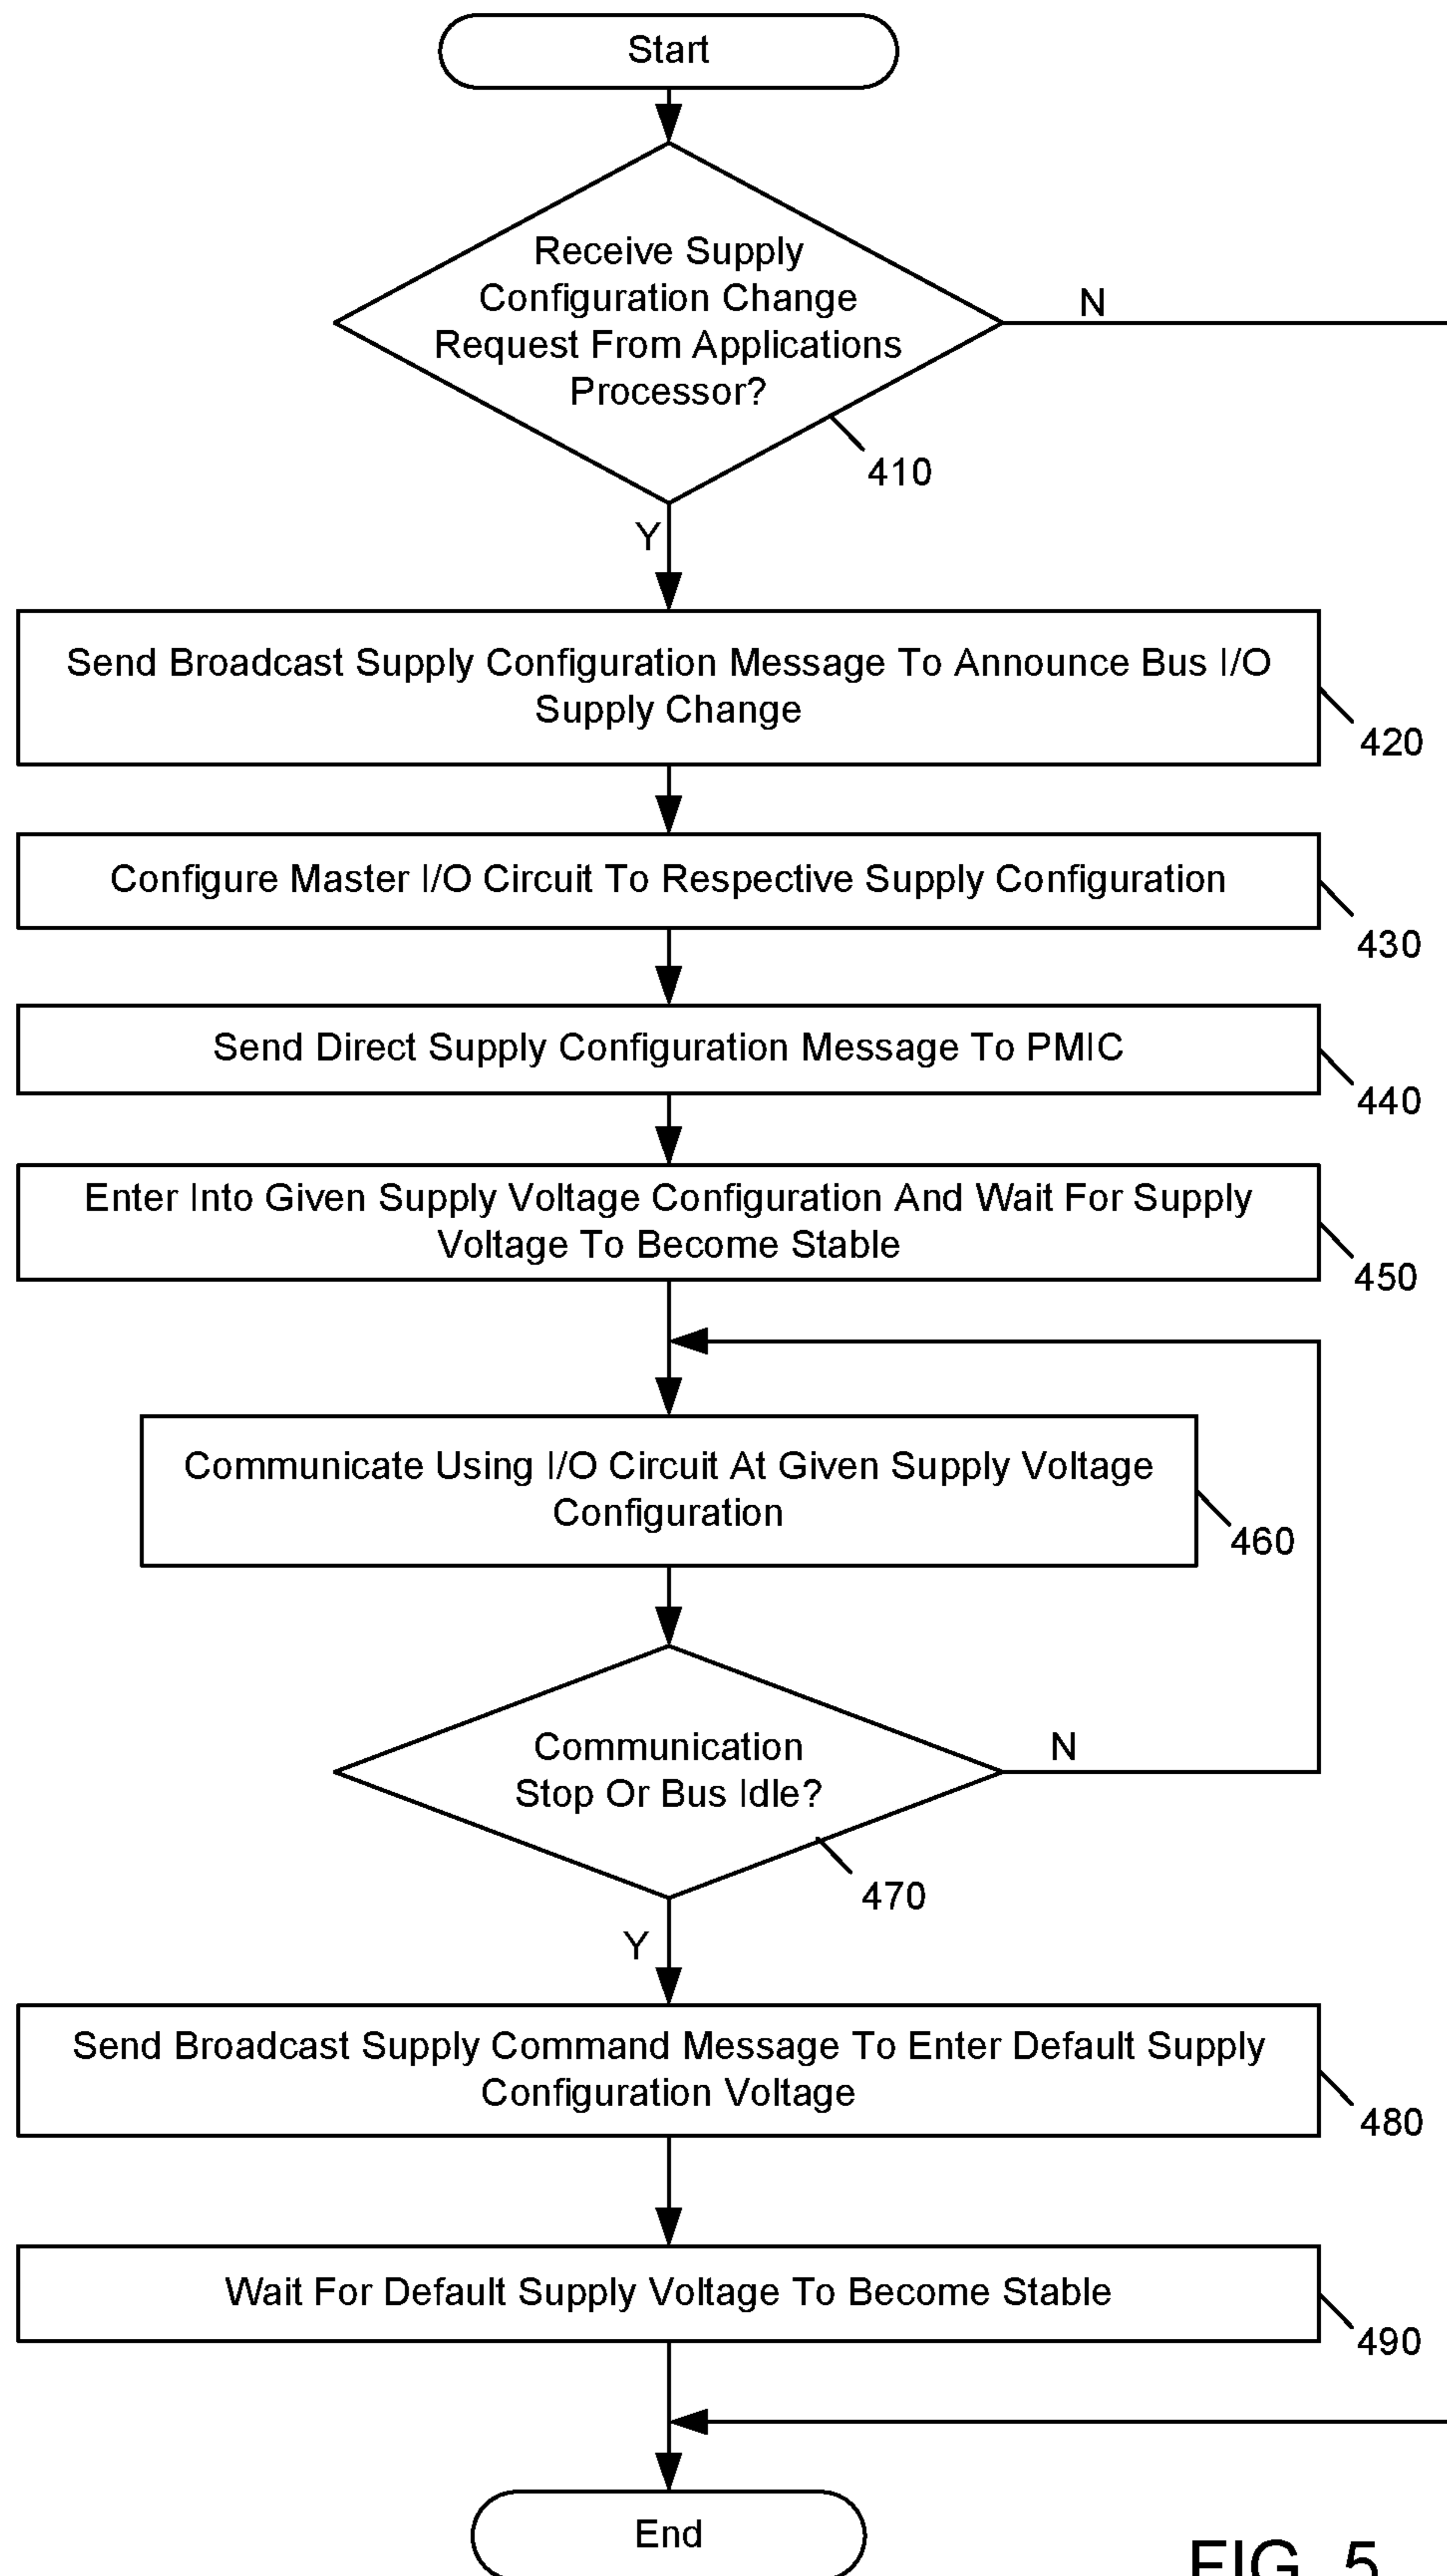 Start
Receive Supply
Configuration Change
Request From Applications
Processor?
N
410
Y
Send Broadcast Supply Configuration Message To Announce Bus I/O
Supply Change
420
Configure Master I/O Circuit To Respective Supply Configuration
430
Send Direct Supply Configuration Message To PMIC
440
Enter Into Given Supply Voltage Configuration And Wait For Supply
Voltage To Become Stable
450
Communicate Using I/O Circuit At Given Supply Voltage
Configuration
460
Communication
Stop Or Bus Idle?
N
470
Y
Send Broadcast Supply Command Message To Enter Default Supply
Configuration Voltage
480
Wait For Default Supply Voltage To Become Stable
490
End
FIG. 5